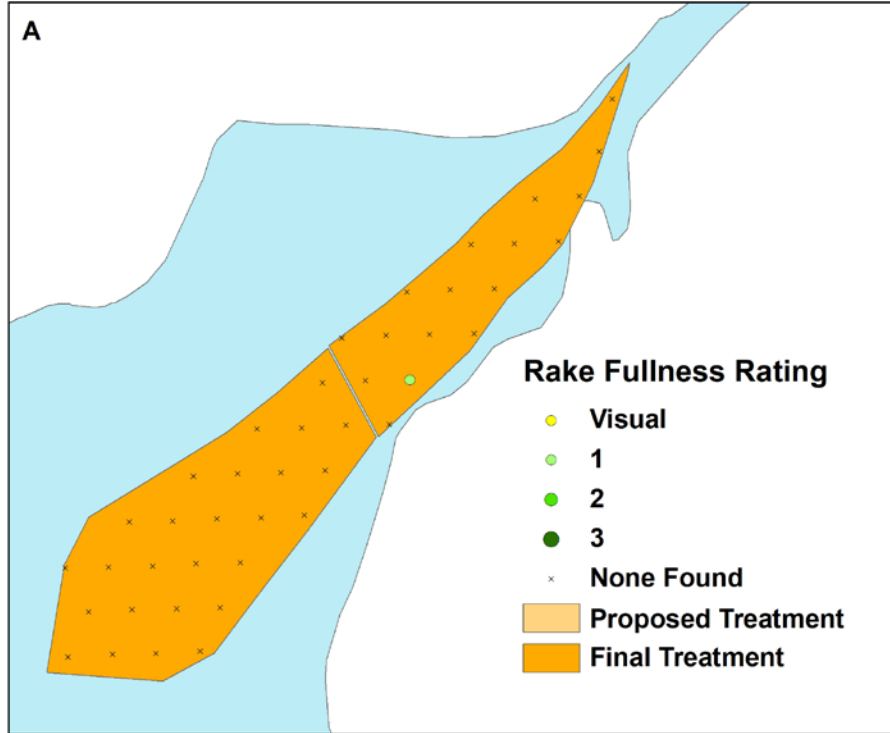 A
Rake Fullness Rating
Visual
1
2
3
None Found
Proposed Treatment
Final Treatment